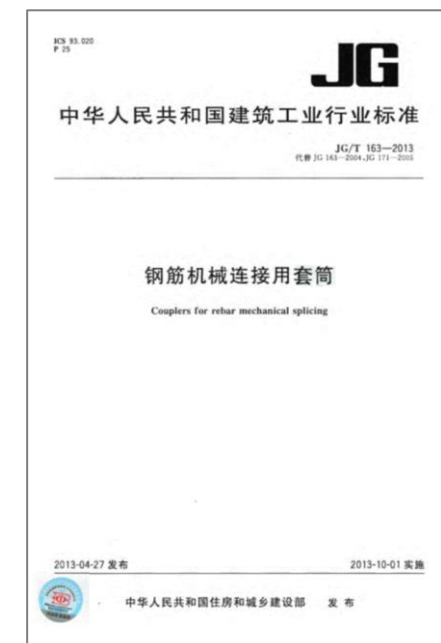 ICS 93.020
P 25
JG
中华人民共和国建筑工业行业标准
JG/T 163—2013
代替 JG 163—2004,JG 171—2005
钢筋机械连接用套筒
Couplers for rebar mechanical splicing
2013-04-27 发布
2013-10-01 实施
中华人民共和国住房和城乡建设部 发布